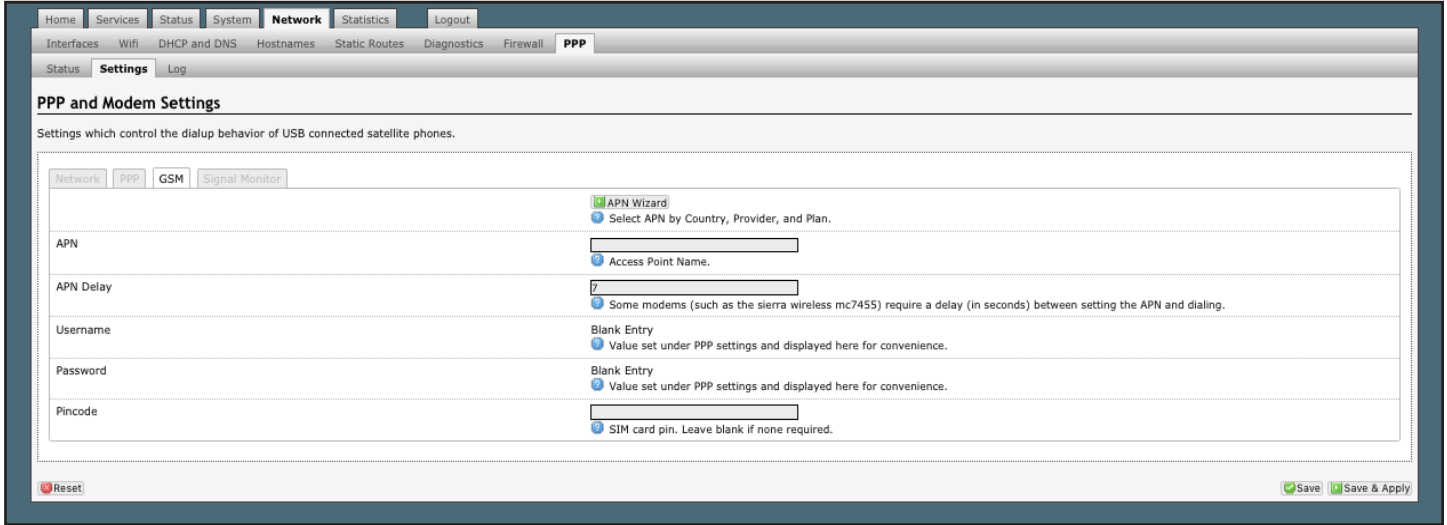 Home Services Status System Network Statistics Logout
Interfaces Wifi DHCP and DNS Hostnames Static Routes Diagnostics Firewall PPP
Status Settings Log
PPP and Modem Settings
Settings which control the dialup behavior of USB connected satellite phones.
Network PPP GSM Signal Monitor
APN Wizard
Select APN by Country, Provider, and Plan.
APN
Access Point Name.
APN Delay 7
Some modems (such as the sierra wireless mc7455) require a delay (in seconds) between setting the APN and dialing.
Username Blank Entry
Value set under PPP settings and displayed here for convenience.
Password Blank Entry
Value set under PPP settings and displayed here for convenience.
Pincode
SIM card pin. Leave blank if none required.
Reset Save Save & Apply